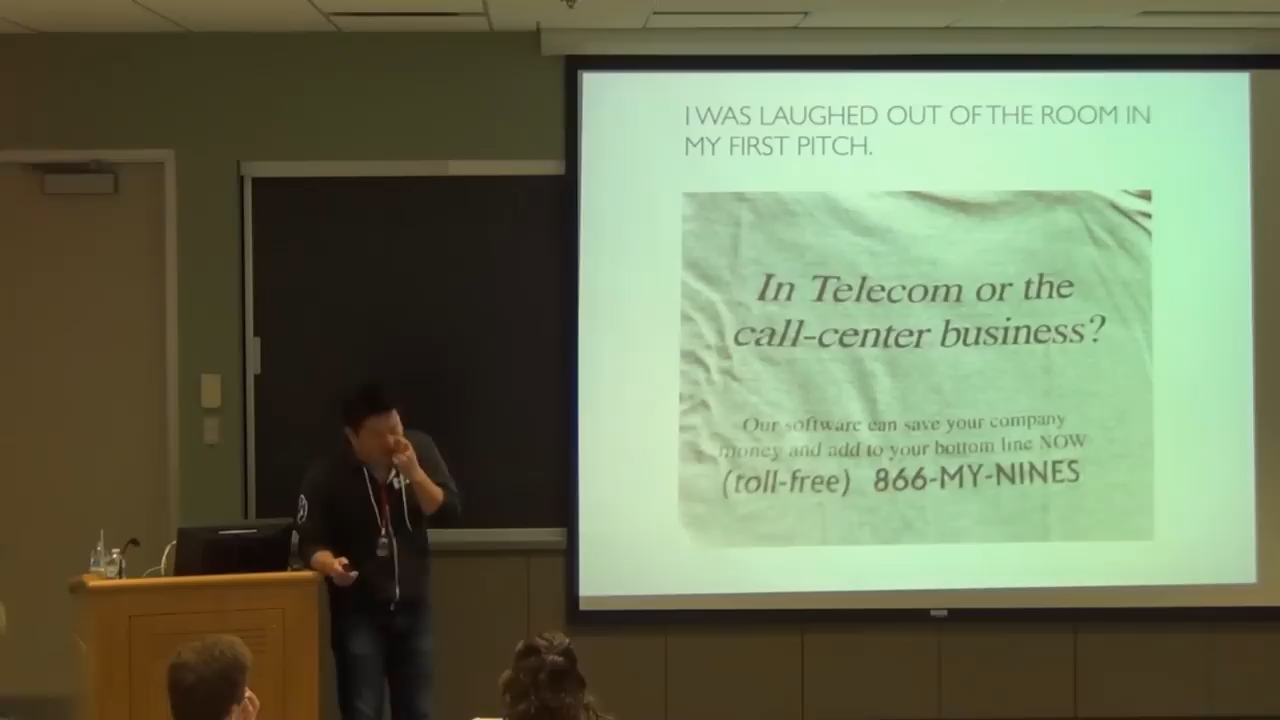 I WAS LAUGHED OUT OF THE ROOM IN
MY FIRST PITCH.
In Telecom or the
call-center business?
Our software can save your company
money and add to your bottom line NOW
(toll-free) 866-MY-NINES